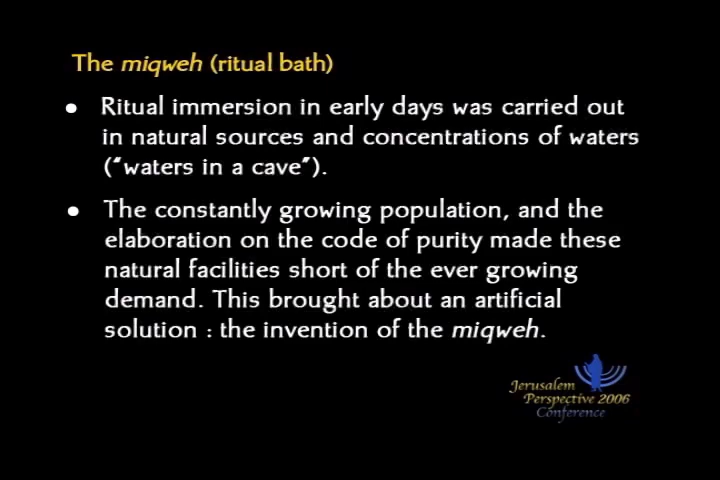 The miqweh (ritual bath)
• Ritual immersion in early days was carried out
in natural sources and concentrations of waters
("waters in a cave").
• The constantly growing population, and the
elaboration on the code of purity made these
natural facilities short of the ever growing
demand. This brought about an artificial
solution : the invention of the miqweh.
Jerusalem
Perspective 2006
Conference